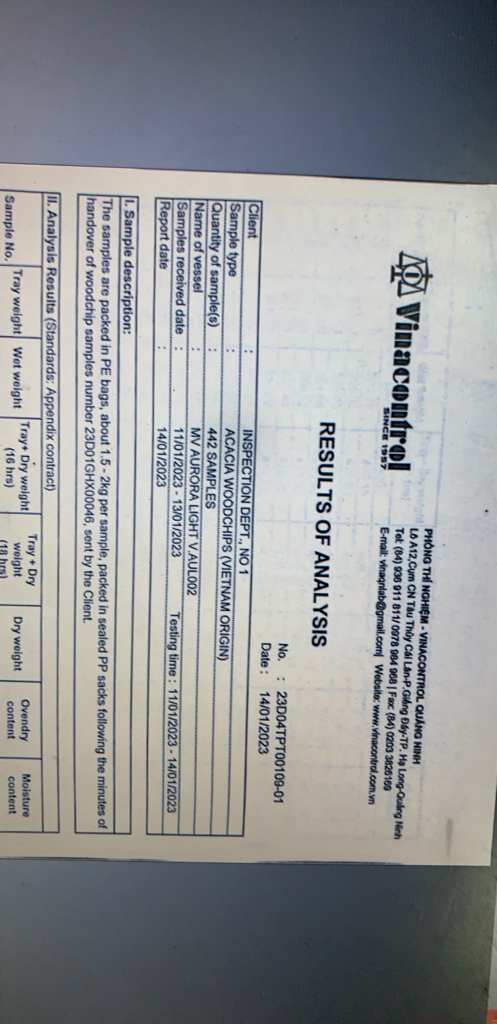 Vinacontrol
SINCE 1957
PHÒNG THÍ NGHIỆM - VINACONTROL QUẢNG NINH
Lô A12,Cụm CN Tàu Thủy Cái Lân-P.Giếng Đáy-TP. Hạ Long-Quảng Ninh
Tel: (84) 936 911 811/ 0978 984 968 | Fax: (84) 0203 3826169
E-mail: vinaqnlab@gmail.com| Website: www.vinacontrol.com.vn
RESULTS OF ANALYSIS
No. : 23D04TPT00109-01
Date : 14/01/2023
Client : INSPECTION DEPT., NO 1
Sample type : ACACIA WOODCHIPS (VIETNAM ORIGIN)
Quantity of sample(s) : 442 SAMPLES
Name of vessel : MV AURORA LIGHT V.AUL002
Samples received date : 11/01/2023 - 13/01/2023 Testing time : 11/01/2023 - 14/01/2023
Report date : 14/01/2023
I. Sample description:
The samples are packed in PE bags, about 1.5 - 2kg per sample, packed in sealed PP sacks following the minutes of
handover of woodchip samples number 23D01GHX00046, sent by the Client.
II. Analysis Results (Standards: Appendix contract)
Sample No. Tray weight Wet weight Tray+ Dry weight (16 hrs) Tray + Dry weight (18 hrs) Dry weight Ovendry content Moisture content